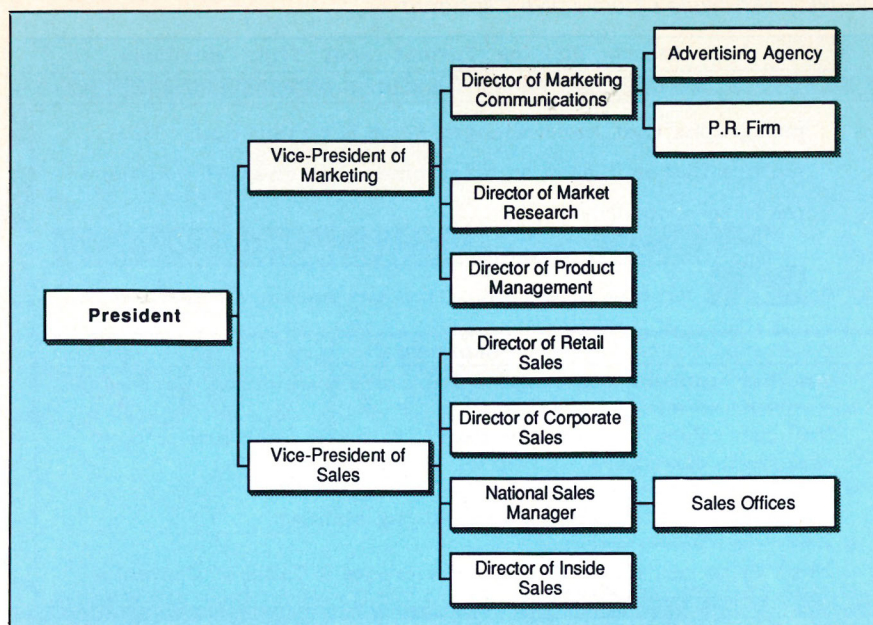 President
Vice-President of
Marketing
Director of Marketing
Communications
Advertising Agency
P.R. Firm
Director of Market
Research
Director of Product
Management
Vice-President of
Sales
Director of Retail
Sales
Director of Corporate
Sales
National Sales
Manager
Sales Offices
Director of Inside
Sales